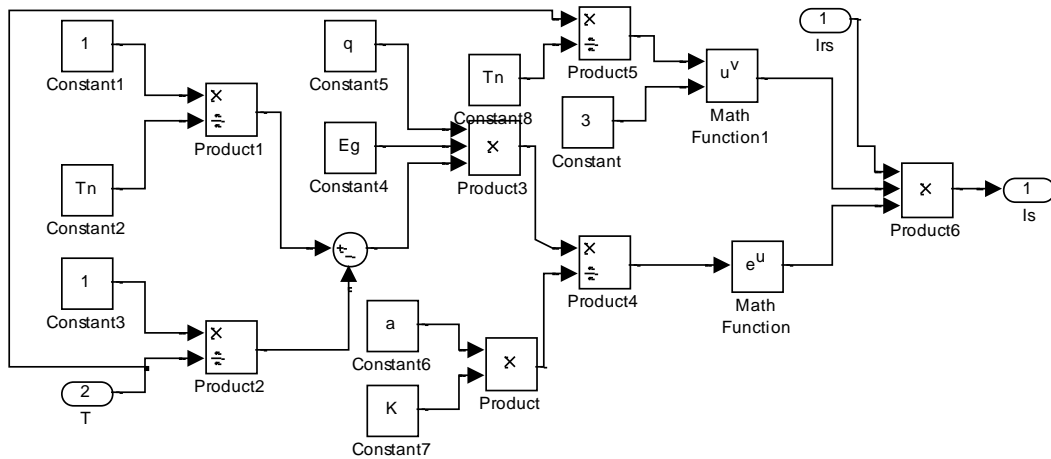 1
Constant1
Tn
Constant2
1
Constant3
2
T
×
÷
Product1
×
÷
Product2
q
Constant5
Eg
Constant4
×
Product3
+
−
a
Constant6
K
Constant7
×
Product
Tn
Constant8
×
÷
Product5
3
Constant
×
÷
Product4
u^v
Math
Function1
e^u
Math
Function
1
Irs
×
Product6
1
Is